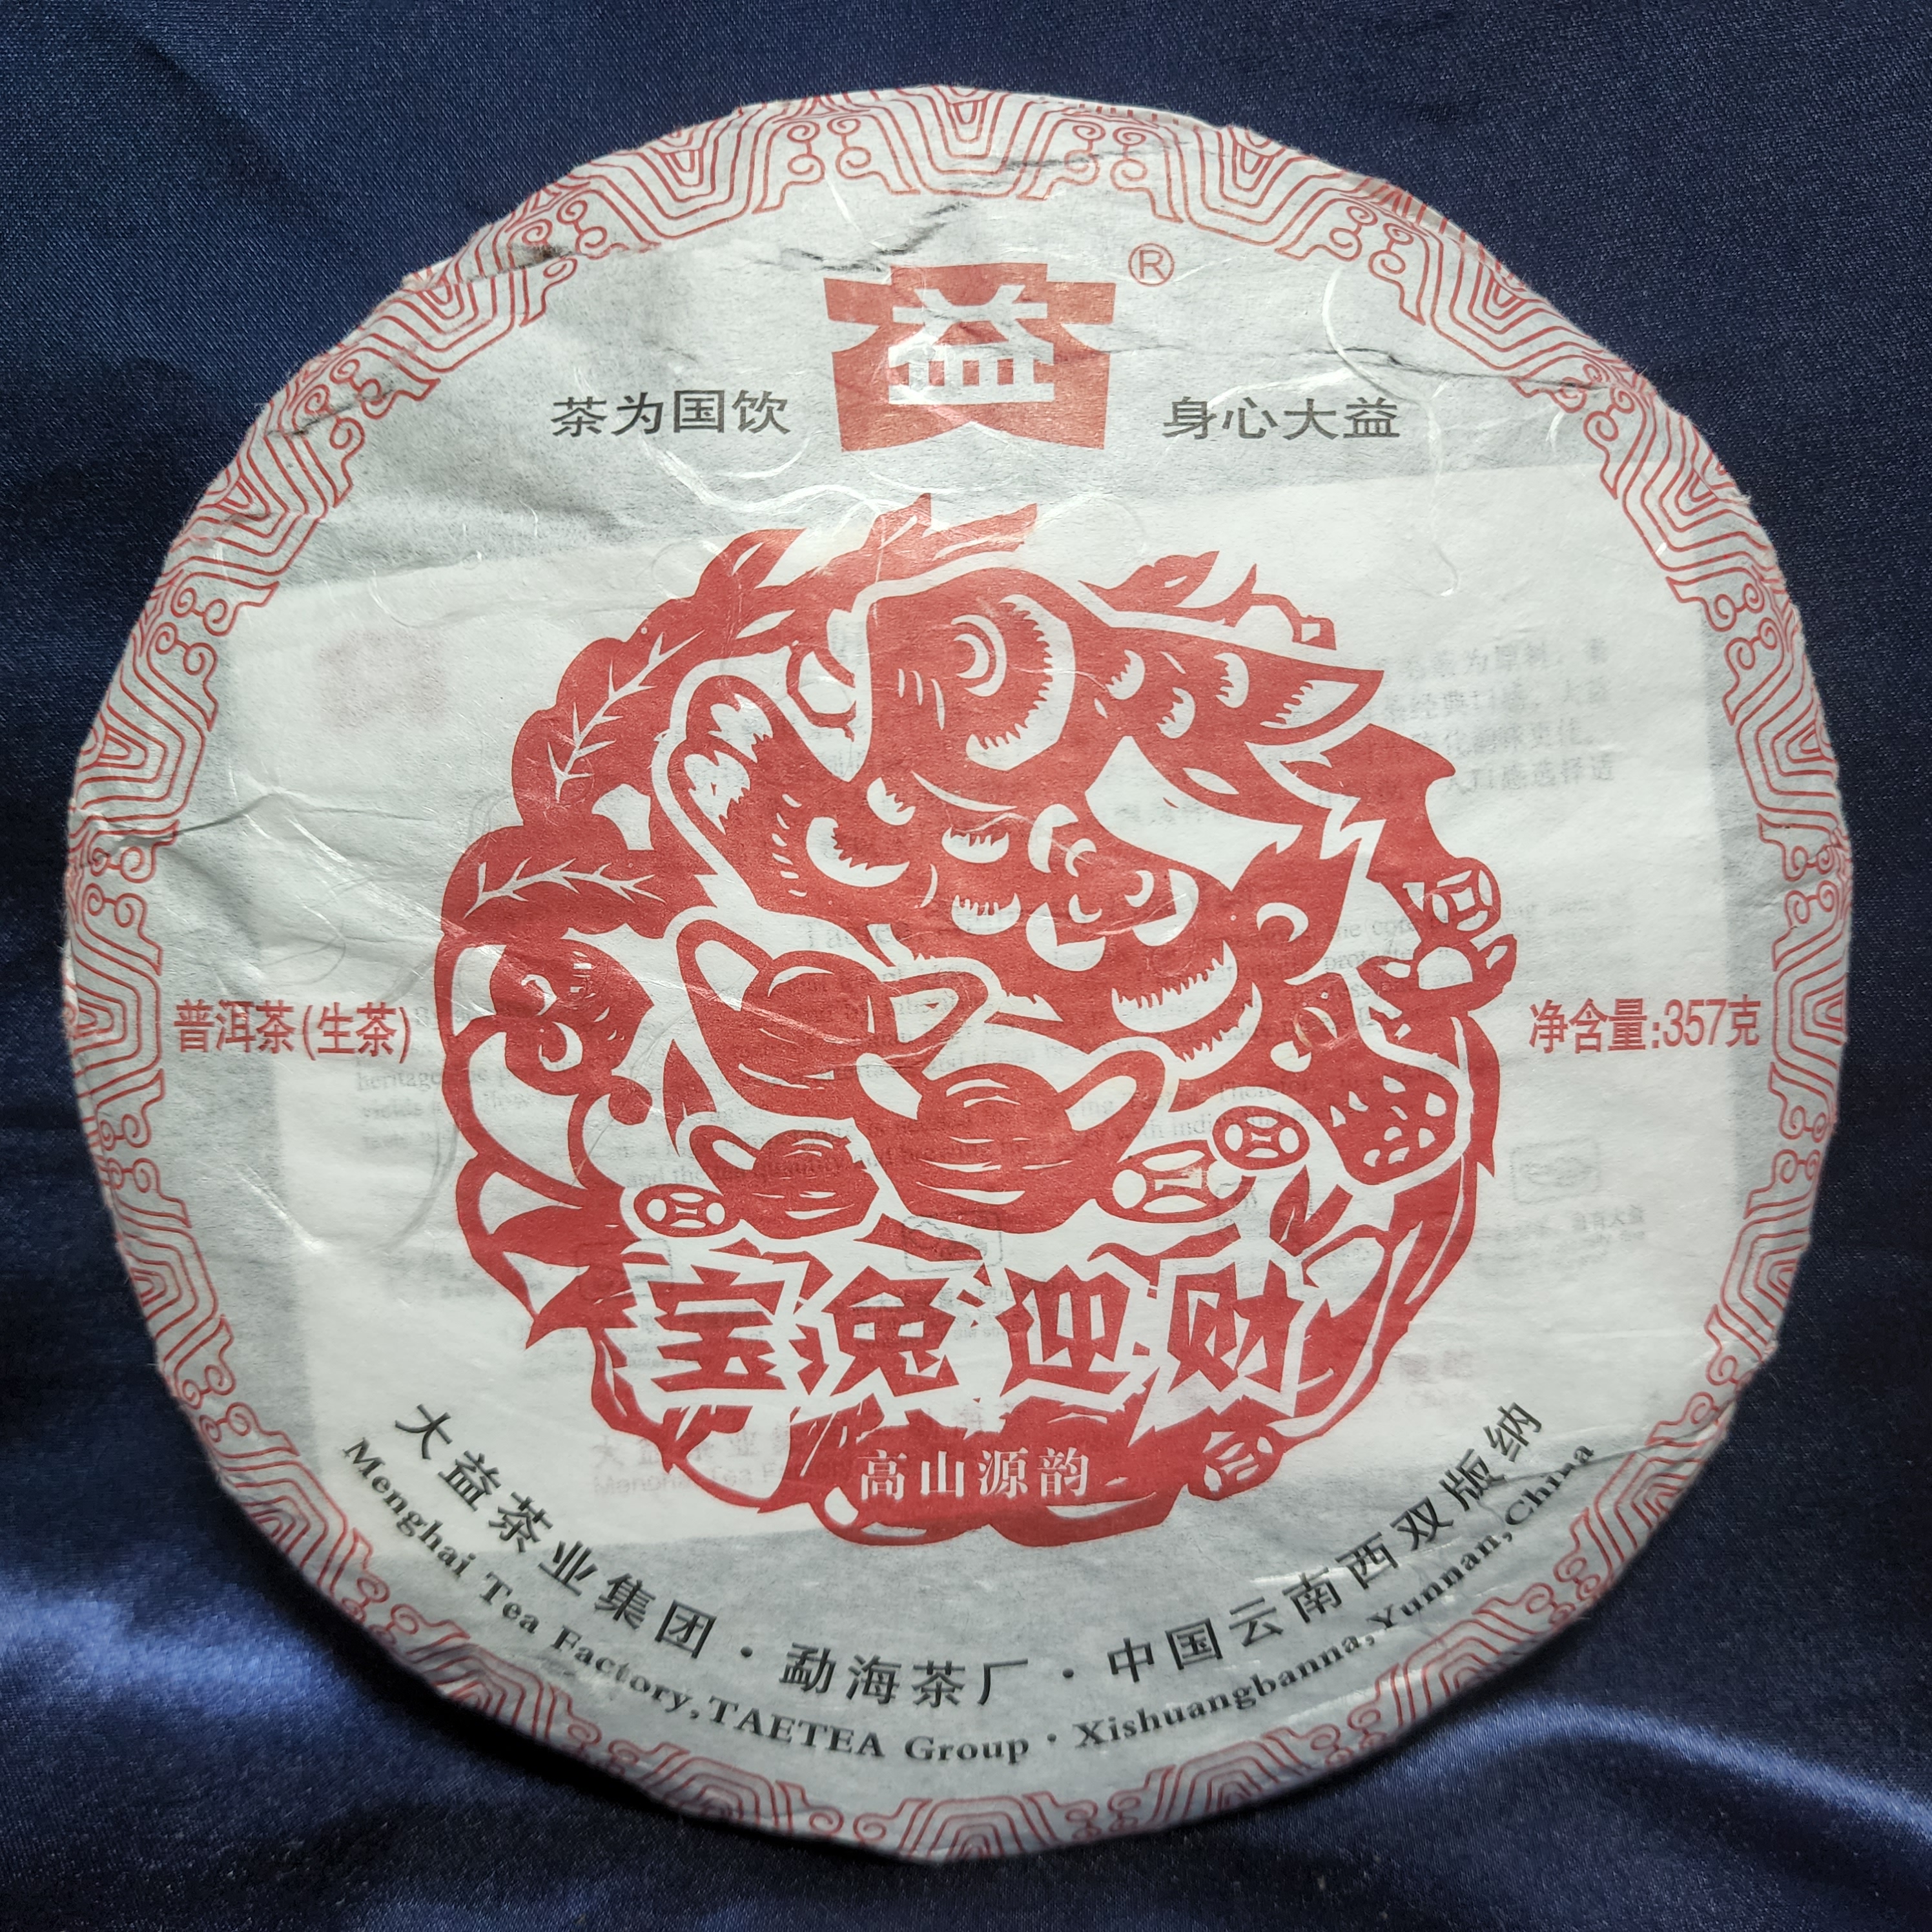 益®
茶为国饮
身心大益
普洱茶(生茶)
净含量:357克
宝兔迎财
高山源韵
大益茶业集团·勐海茶厂·中国云南西双版纳
Menghai Tea Factory,TAETEA Group·Xishuangbanna,Yunnan,China